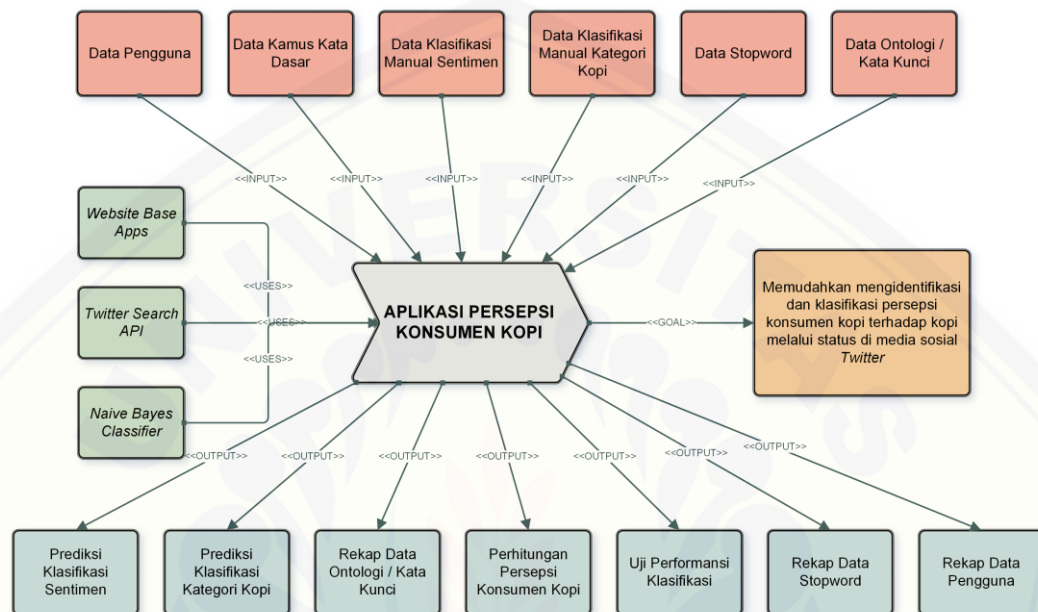 Data Pengguna
Data Kamus Kata
Dasar
Data Klasifikasi
Manual Sentimen
Data Klasifikasi
Manual Kategori
Kopi
Data Stopword
Data Ontologi /
Kata Kunci
<<INPUT>>
<<INPUT>>
<<INPUT>>
<<INPUT>>
<<INPUT>>
<<INPUT>>
Website Base
Apps
Twitter Search
API
Naive Bayes
Classifier
<<USES>>
<<USES>>
<<USES>>
APLIKASI PERSEPSI
KONSUMEN KOPI
<<GOAL>>
Memudahkan mengidentifikasi
dan klasifikasi persepsi
konsumen kopi terhadap kopi
melalui status di media sosial
Twitter
<<OUTPUT>>
<<OUTPUT>>
<<OUTPUT>>
<<OUTPUT>>
<<OUTPUT>>
<<OUTPUT>>
<<OUTPUT>>
Prediksi
Klasifikasi
Sentimen
Prediksi
Klasifikasi
Kategori Kopi
Rekap Data
Ontologi / Kata
Kunci
Perhitungan
Persepsi
Konsumen Kopi
Uji Performansi
Klasifikasi
Rekap Data
Stopword
Rekap Data
Pengguna
UNIVERSITAS